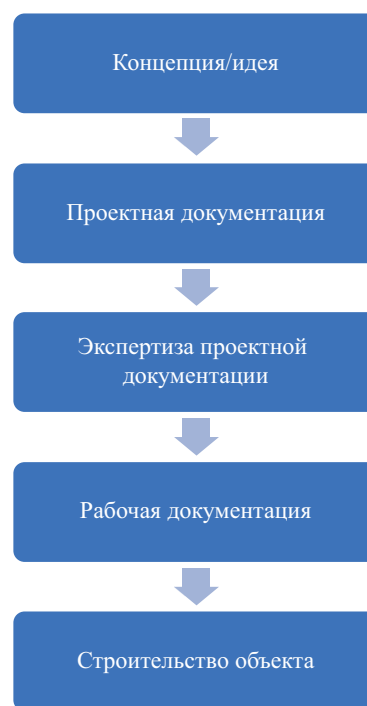 Концепция/идея
Проектная документация
Экспертиза проектной
документации
Рабочая документация
Строительство объекта